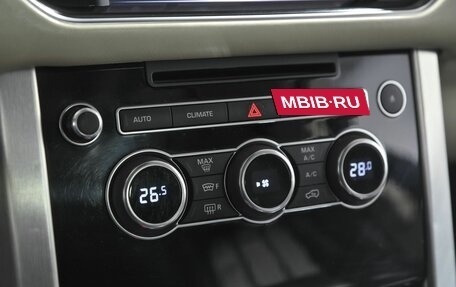 AUTO
CLIMATE
MBIB-RU
MAX
MAX
A/C
26.5
F
A/C
28.0
R